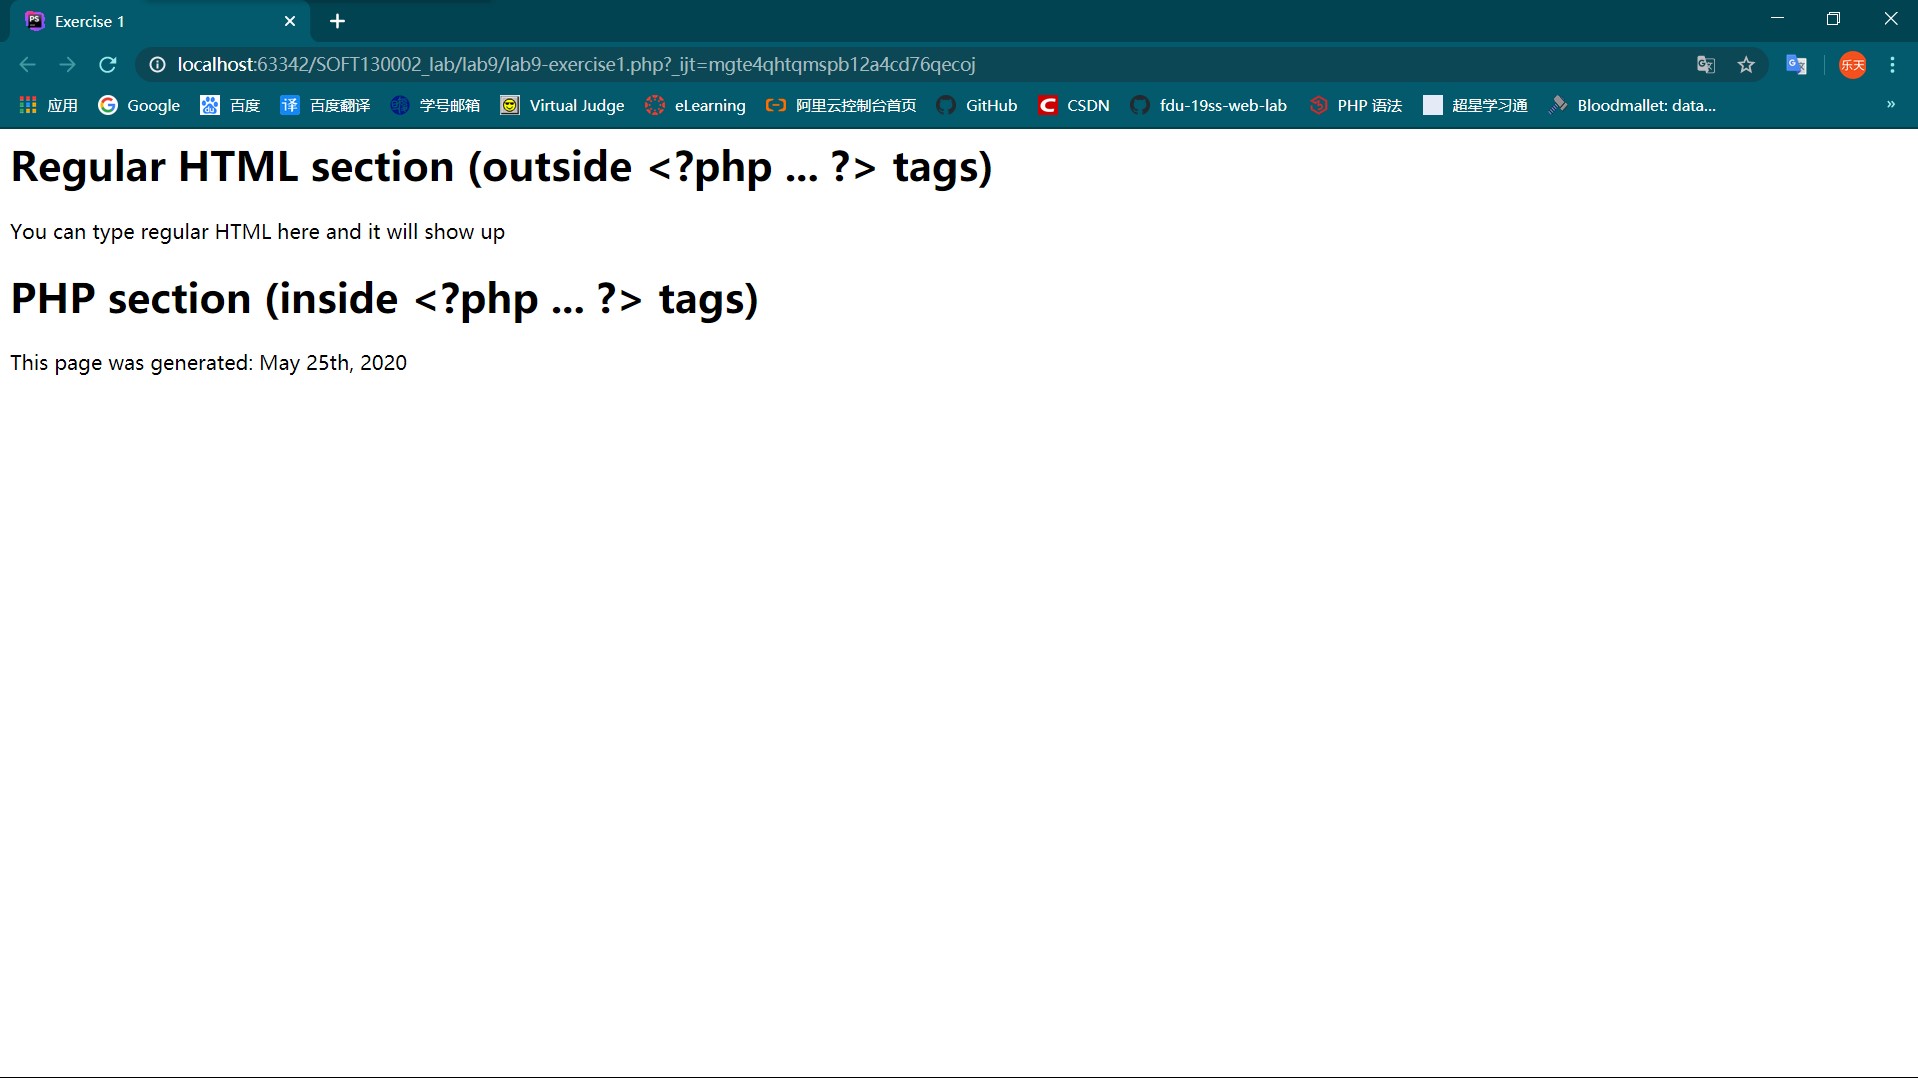 Exercise 1
localhost:63342/SOFT130002_lab/lab9/lab9-exercise1.php?_ijt=mgte4qhtqmspb12a4cd76qecoj
乐天
应用 Google 百度 译 百度翻译 学号邮箱 Virtual Judge eLearning 阿里云控制台首页 GitHub CSDN fdu-19ss-web-lab PHP 语法 超星学习通 Bloodmallet: data... »
Regular HTML section (outside <?php ... ?> tags)
You can type regular HTML here and it will show up
PHP section (inside <?php ... ?> tags)
This page was generated: May 25th, 2020